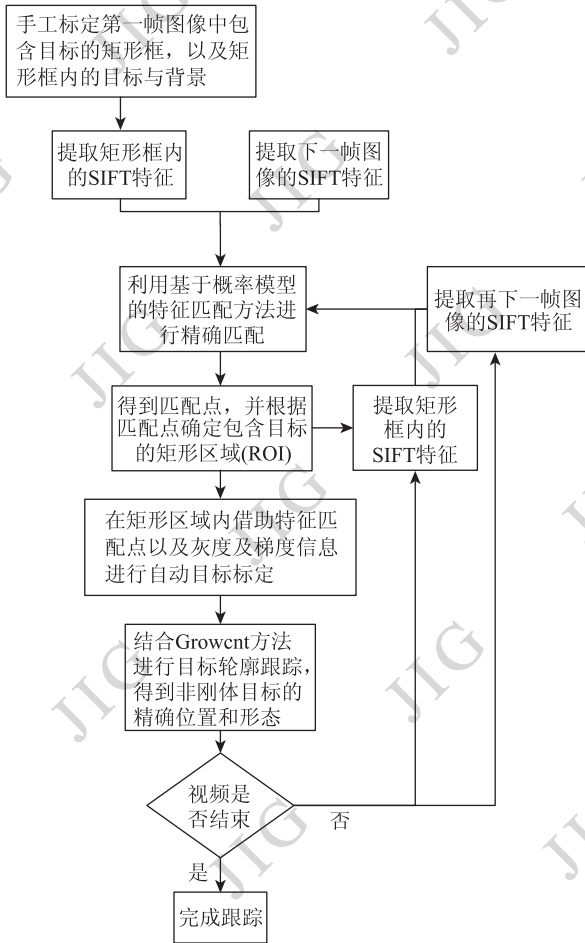 手工标定第一帧图像中包
含目标的矩形框，以及矩
形框内的目标与背景
提取矩形框内
的SIFT特征
提取下一帧图
像的SIFT特征
利用基于概率模型
的特征匹配方法进
行精确匹配
提取再下一帧图
像的SIFT特征
得到匹配点，并根据
匹配点确定包含目标
的矩形区域(ROI)
提取矩形
框内的
SIFT特征
在矩形区域内借助特征匹
配点以及灰度及梯度信息
进行自动目标标定
结合Growcnt方法
进行目标轮廓跟踪，
得到非刚体目标的
精确位置和形态
视频是
否结束
否
是
完成跟踪
JIG
JIG
JIG
JIG
JIG
JIG
JIG
JIG
JIG
JIG